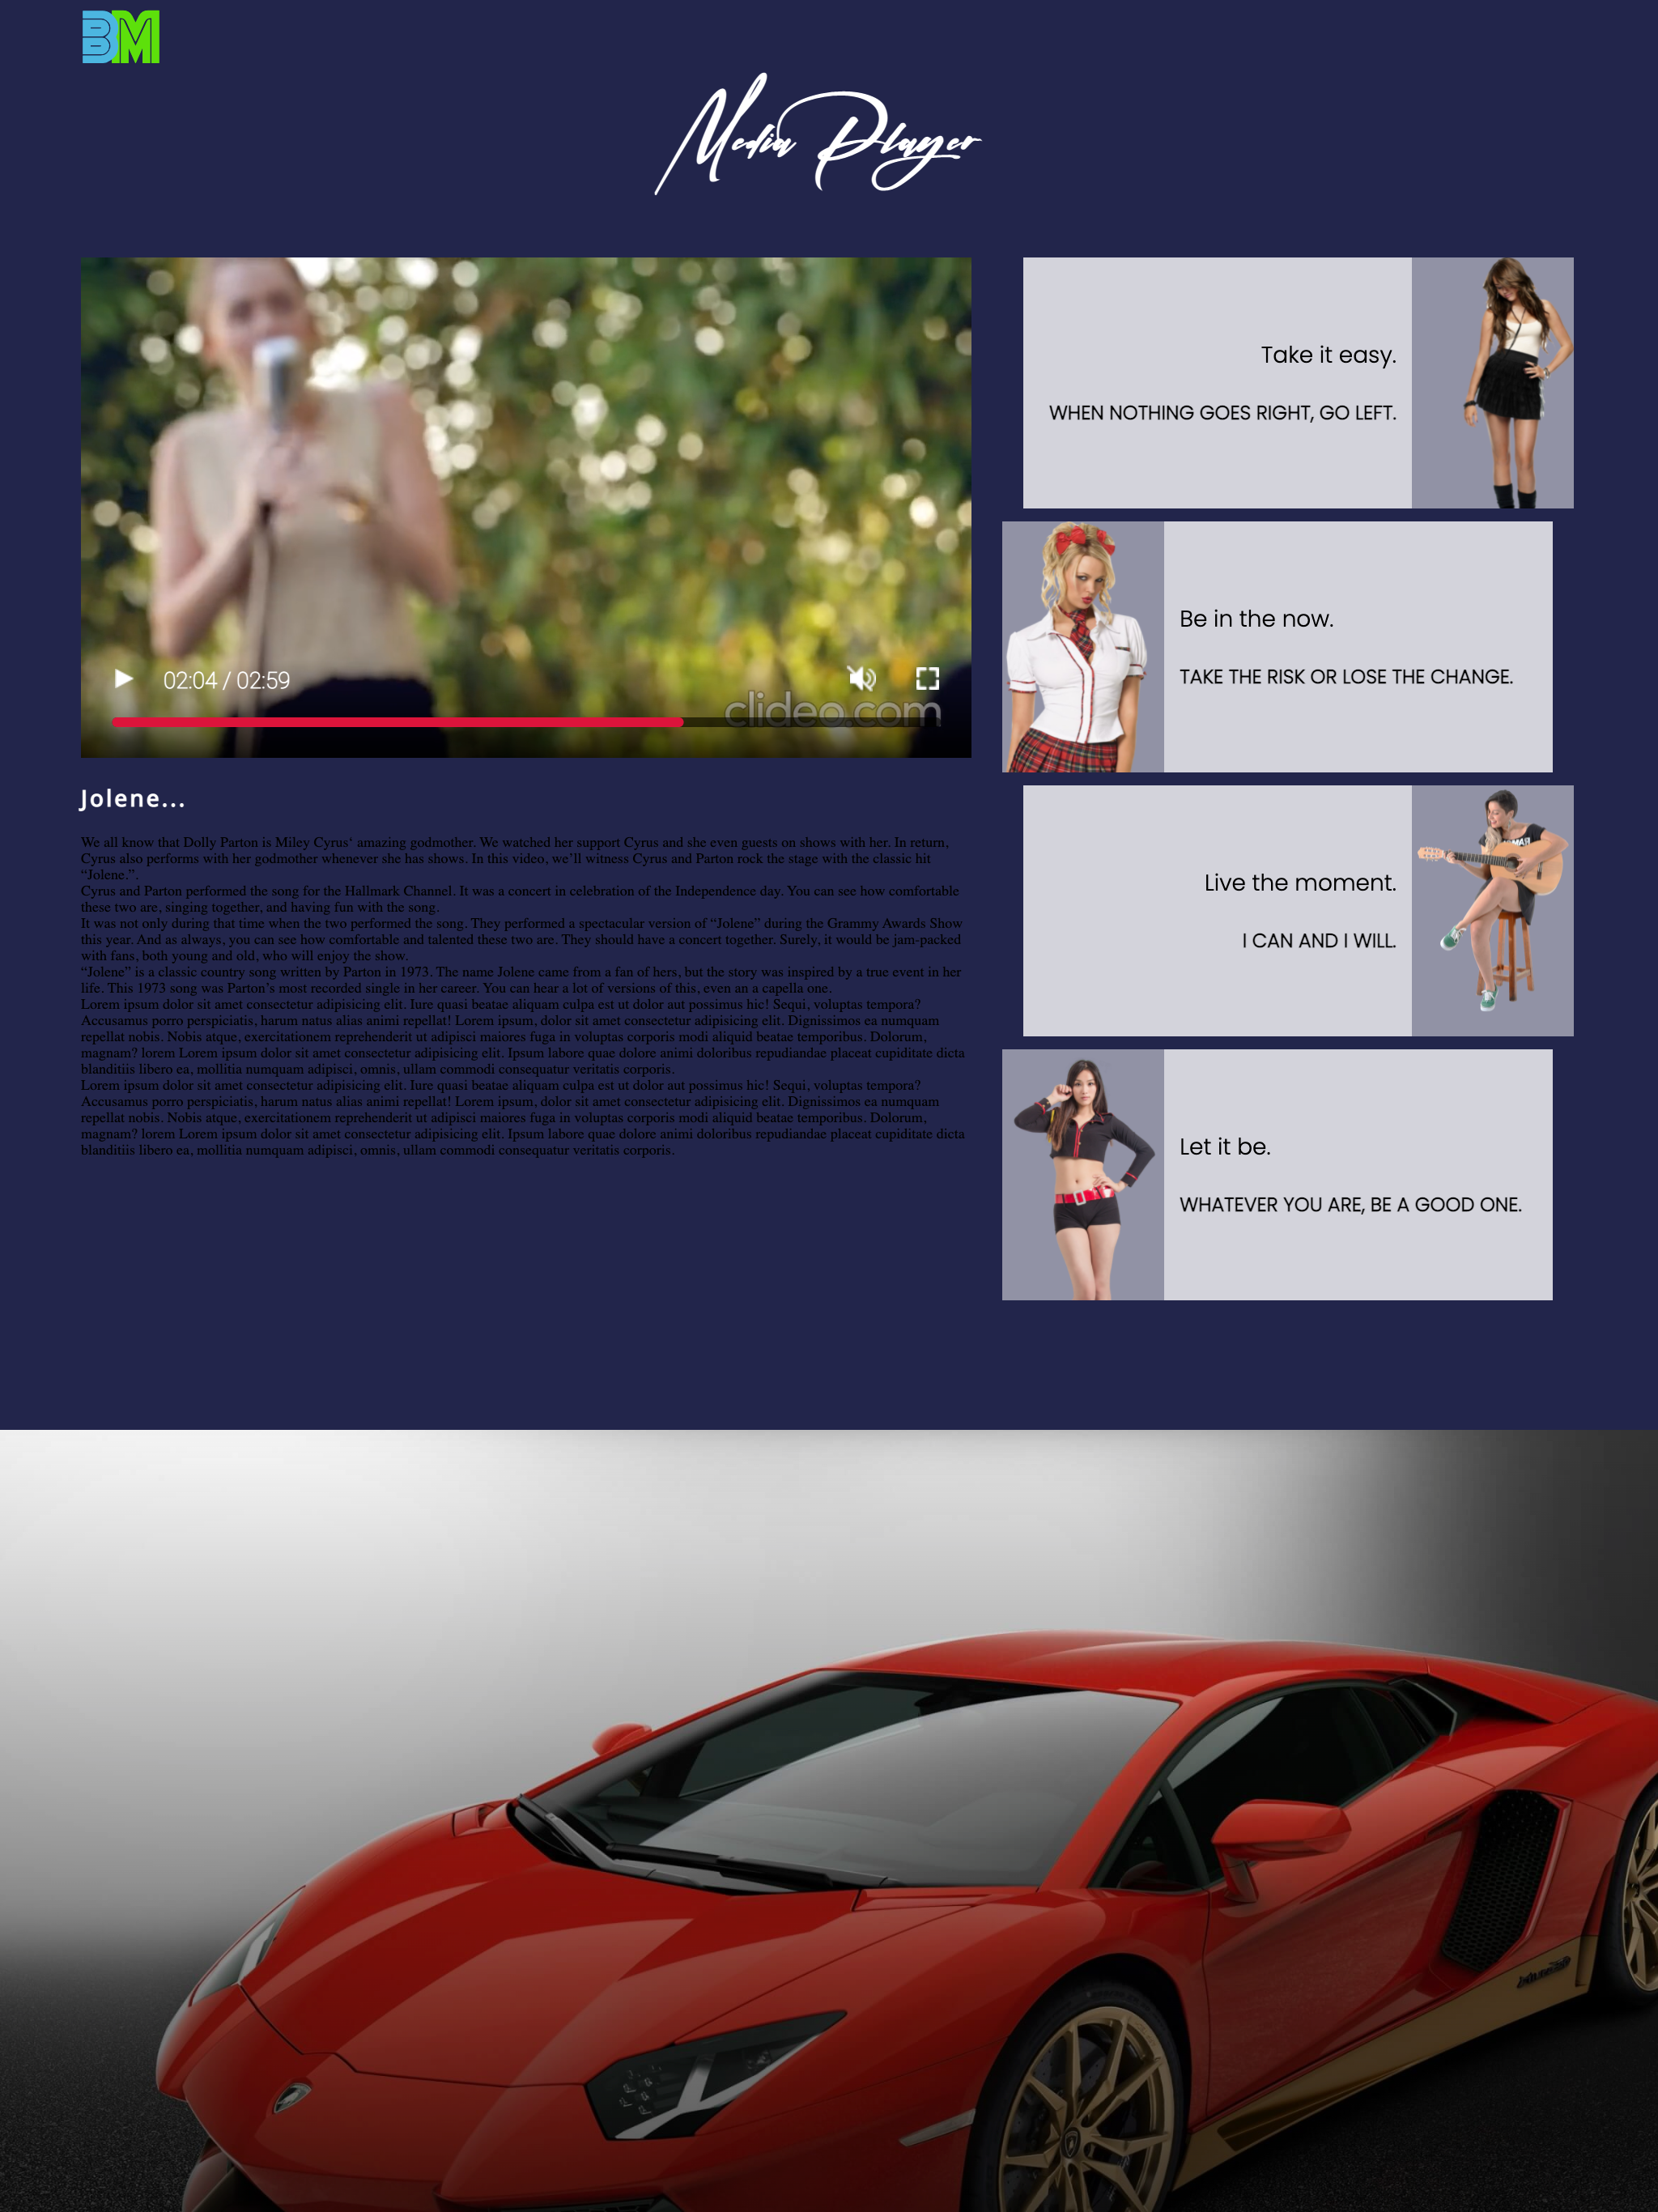 BM
Media Player
02:04 / 02:59
clideo.com
Jolene...
We all know that Dolly Parton is Miley Cyrus‘ amazing godmother. We watched her support Cyrus and she even guests on shows with her. In return,
Cyrus also performs with her godmother whenever she has shows. In this video, we’ll witness Cyrus and Parton rock the stage with the classic hit
“Jolene.”.
Cyrus and Parton performed the song for the Hallmark Channel. It was a concert in celebration of the Independence day. You can see how comfortable
these two are, singing together, and having fun with the song.
It was not only during that time when the two performed the song. They performed a spectacular version of “Jolene” during the Grammy Awards Show
this year. And as always, you can see how comfortable and talented these two are. They should have a concert together. Surely, it would be jam-packed
with fans, both young and old, who will enjoy the show.
“Jolene” is a classic country song written by Parton in 1973. The name Jolene came from a fan of hers, but the story was inspired by a true event in her
life. This 1973 song was Parton’s most recorded single in her career. You can hear a lot of versions of this, even an a capella one.
Lorem ipsum dolor sit amet consectetur adipisicing elit. Iure quasi beatae aliquam culpa est ut dolor aut possimus hic! Sequi, voluptas tempora?
Accusamus porro perspiciatis, harum natus alias animi repellat! Lorem ipsum, dolor sit amet consectetur adipisicing elit. Dignissimos ea numquam
repellat nobis. Nobis atque, exercitationem reprehenderit ut adipisci maiores fuga in voluptas corporis modi aliquid beatae temporibus. Dolorum,
magnam? lorem Lorem ipsum dolor sit amet consectetur adipisicing elit. Ipsum labore quae dolore animi doloribus repudiandae placeat cupiditate dicta
blanditiis libero ea, mollitia numquam adipisci, omnis, ullam commodi consequatur veritatis corporis.
Lorem ipsum dolor sit amet consectetur adipisicing elit. Iure quasi beatae aliquam culpa est ut dolor aut possimus hic! Sequi, voluptas tempora?
Accusamus porro perspiciatis, harum natus alias animi repellat! Lorem ipsum, dolor sit amet consectetur adipisicing elit. Dignissimos ea numquam
repellat nobis. Nobis atque, exercitationem reprehenderit ut adipisci maiores fuga in voluptas corporis modi aliquid beatae temporibus. Dolorum,
magnam? lorem Lorem ipsum dolor sit amet consectetur adipisicing elit. Ipsum labore quae dolore animi doloribus repudiandae placeat cupiditate dicta
blanditiis libero ea, mollitia numquam adipisci, omnis, ullam commodi consequatur veritatis corporis.
Take it easy.
WHEN NOTHING GOES RIGHT, GO LEFT.
Be in the now.
TAKE THE RISK OR LOSE THE CHANGE.
Live the moment.
I CAN AND I WILL.
Let it be.
WHATEVER YOU ARE, BE A GOOD ONE.